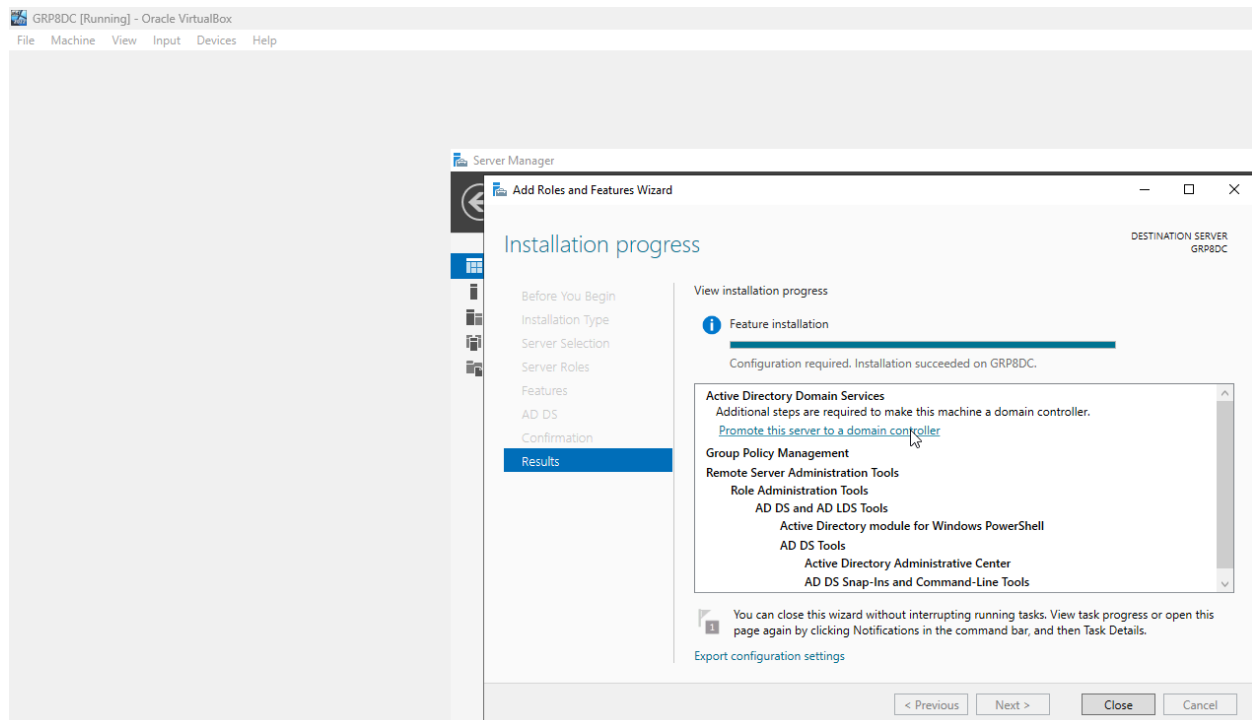 GRP8DC [Running] - Oracle VirtualBox
File Machine View Input Devices Help
Server Manager
Add Roles and Features Wizard
Installation progress
DESTINATION SERVER
GRP8DC
Before You Begin
Installation Type
Server Selection
Server Roles
Features
AD DS
Confirmation
Results
View installation progress
Feature installation
Configuration required. Installation succeeded on GRP8DC.
Active Directory Domain Services
Additional steps are required to make this machine a domain controller.
Promote this server to a domain controller
Group Policy Management
Remote Server Administration Tools
Role Administration Tools
AD DS and AD LDS Tools
Active Directory module for Windows PowerShell
AD DS Tools
Active Directory Administrative Center
AD DS Snap-Ins and Command-Line Tools
1
You can close this wizard without interrupting running tasks. View task progress or open this
page again by clicking Notifications in the command bar, and then Task Details.
Export configuration settings
< Previous Next > Close Cancel